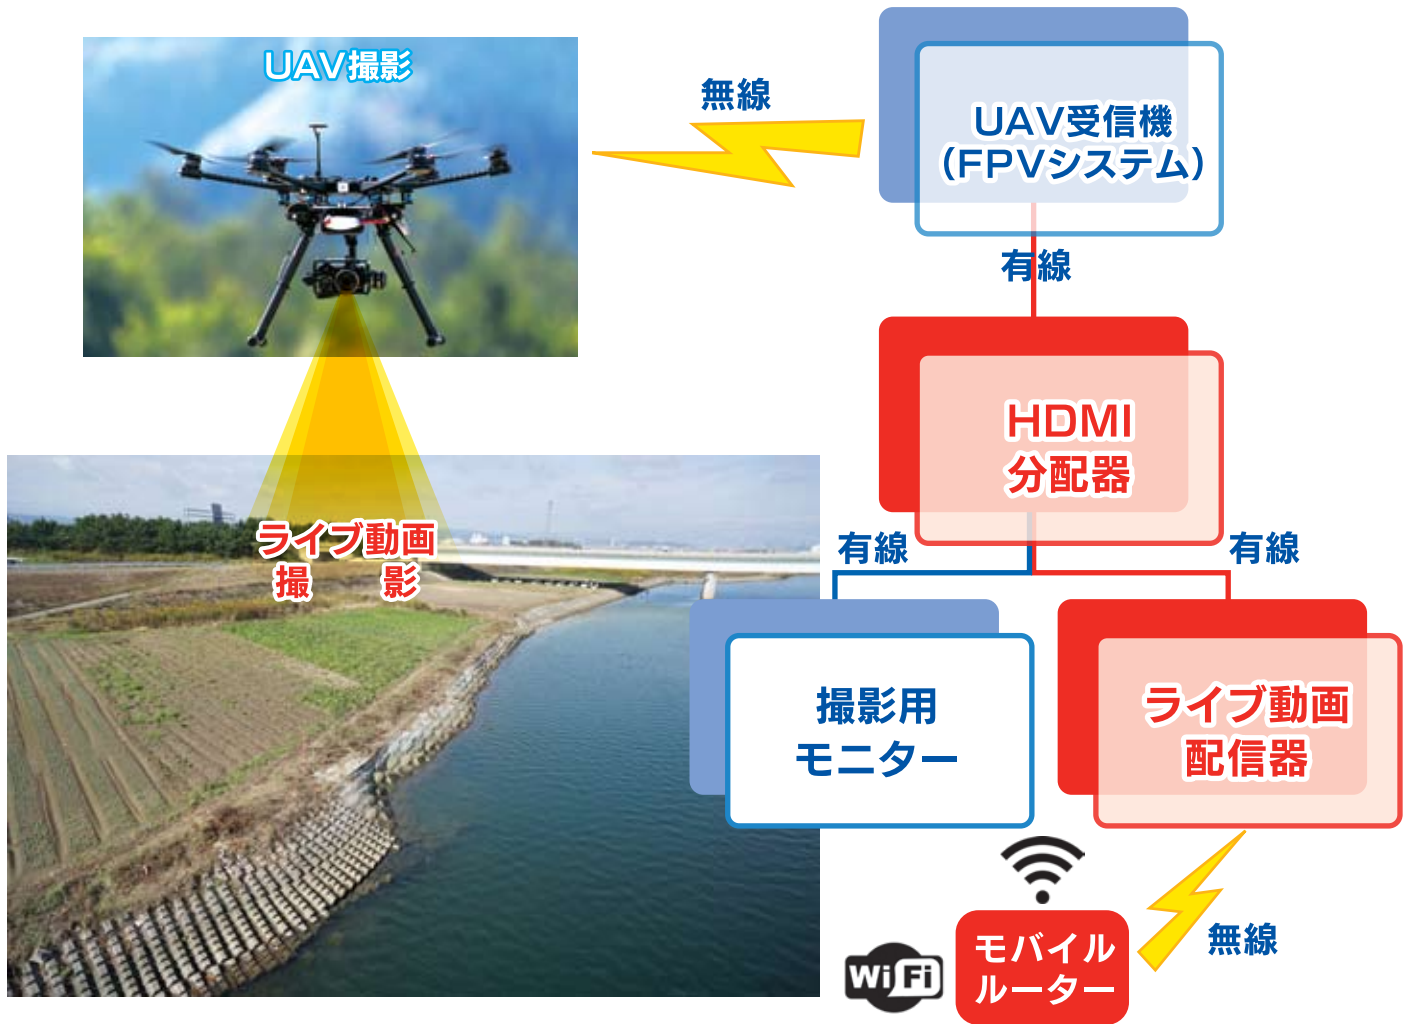 UAV撮影
無線
UAV受信機
（FPVシステム）
有線
HDMI
分配器
有線
有線
ライブ動画
撮　影
撮影用
モニター
ライブ動画
配信器
無線
モバイル
ルーター
WiFi